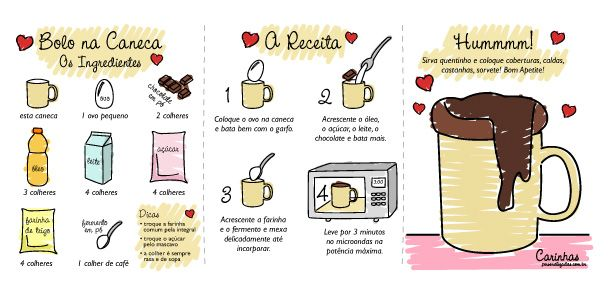 Bolo na Caneca
Os Ingredientes
esta caneca
ovo
1 ovo pequeno
chocolate
em pó
2 colheres
óleo
3 colheres
leite
4 colheres
açúcar
4 colheres
farinha
de trigo
4 colheres
fermento
em pó
1 colher de café
Dicas
• troque a farinha
comum pela integral
• troque o açúcar
pelo mascavo
• a colher é sempre
rasa e de sopa
A Receita
1
Coloque o ovo na caneca
e bata bem com o garfo.
2
Acrescente o óleo,
o açúcar, o leite, o
chocolate e bata mais.
3
Acrescente a farinha
e o fermento e mexa
delicadamente até
incorporar.
4
3:00
Leve por 3 minutos
no microondas na
potência máxima.
Hummmm!
Sirva quentinho e coloque coberturas, caldas,
castanhas, sorvete! Bom Apetite!
Carinhas